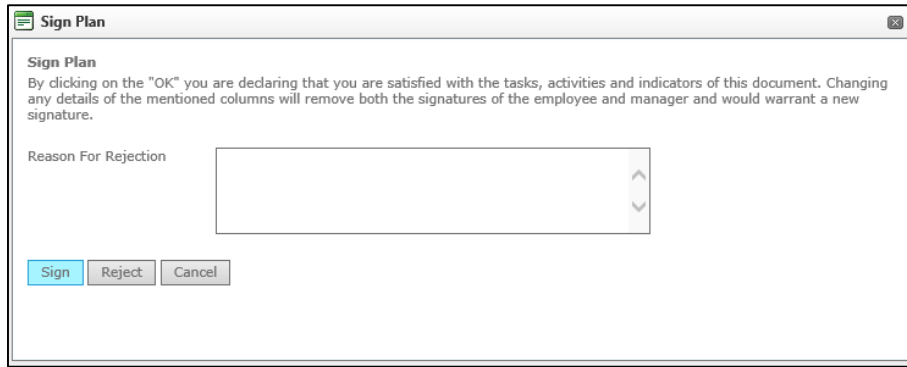 Sign Plan
Sign Plan
By clicking on the "OK" you are declaring that you are satisfied with the tasks, activities and indicators of this document. Changing
any details of the mentioned columns will remove both the signatures of the employee and manager and would warrant a new
signature.
Reason For Rejection
Sign Reject Cancel